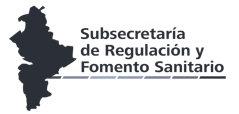 Subsecretaría
de Regulación y
Fomento Sanitario